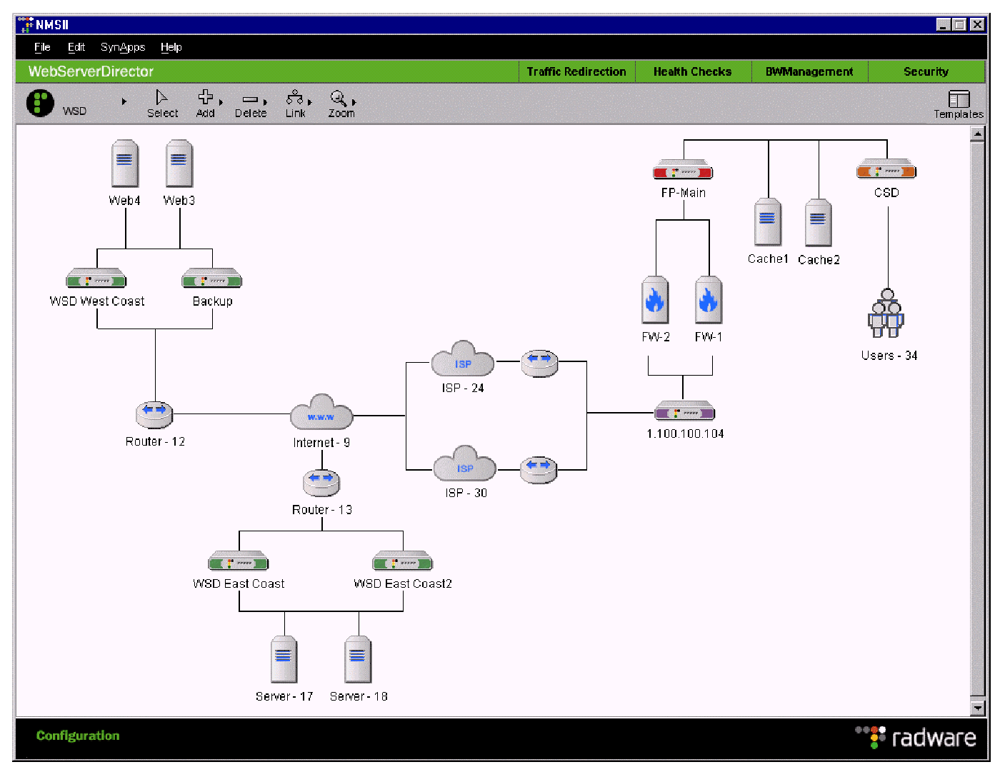 NMSII
File Edit SynApps Help
WebServerDirector Traffic Redirection Health Checks BWManagement Security
WSD Select Add Delete Link Zoom Templates
Web4 Web3
FP-Main CSD
Cache1 Cache2
WSD West Coast Backup
FW-2 FW-1
Users - 34
ISP
ISP - 24
www
Router - 12 Internet - 9 1.100.100.104
ISP
ISP - 30
Router - 13
WSD East Coast WSD East Coast2
Server - 17 Server - 18
Configuration radware